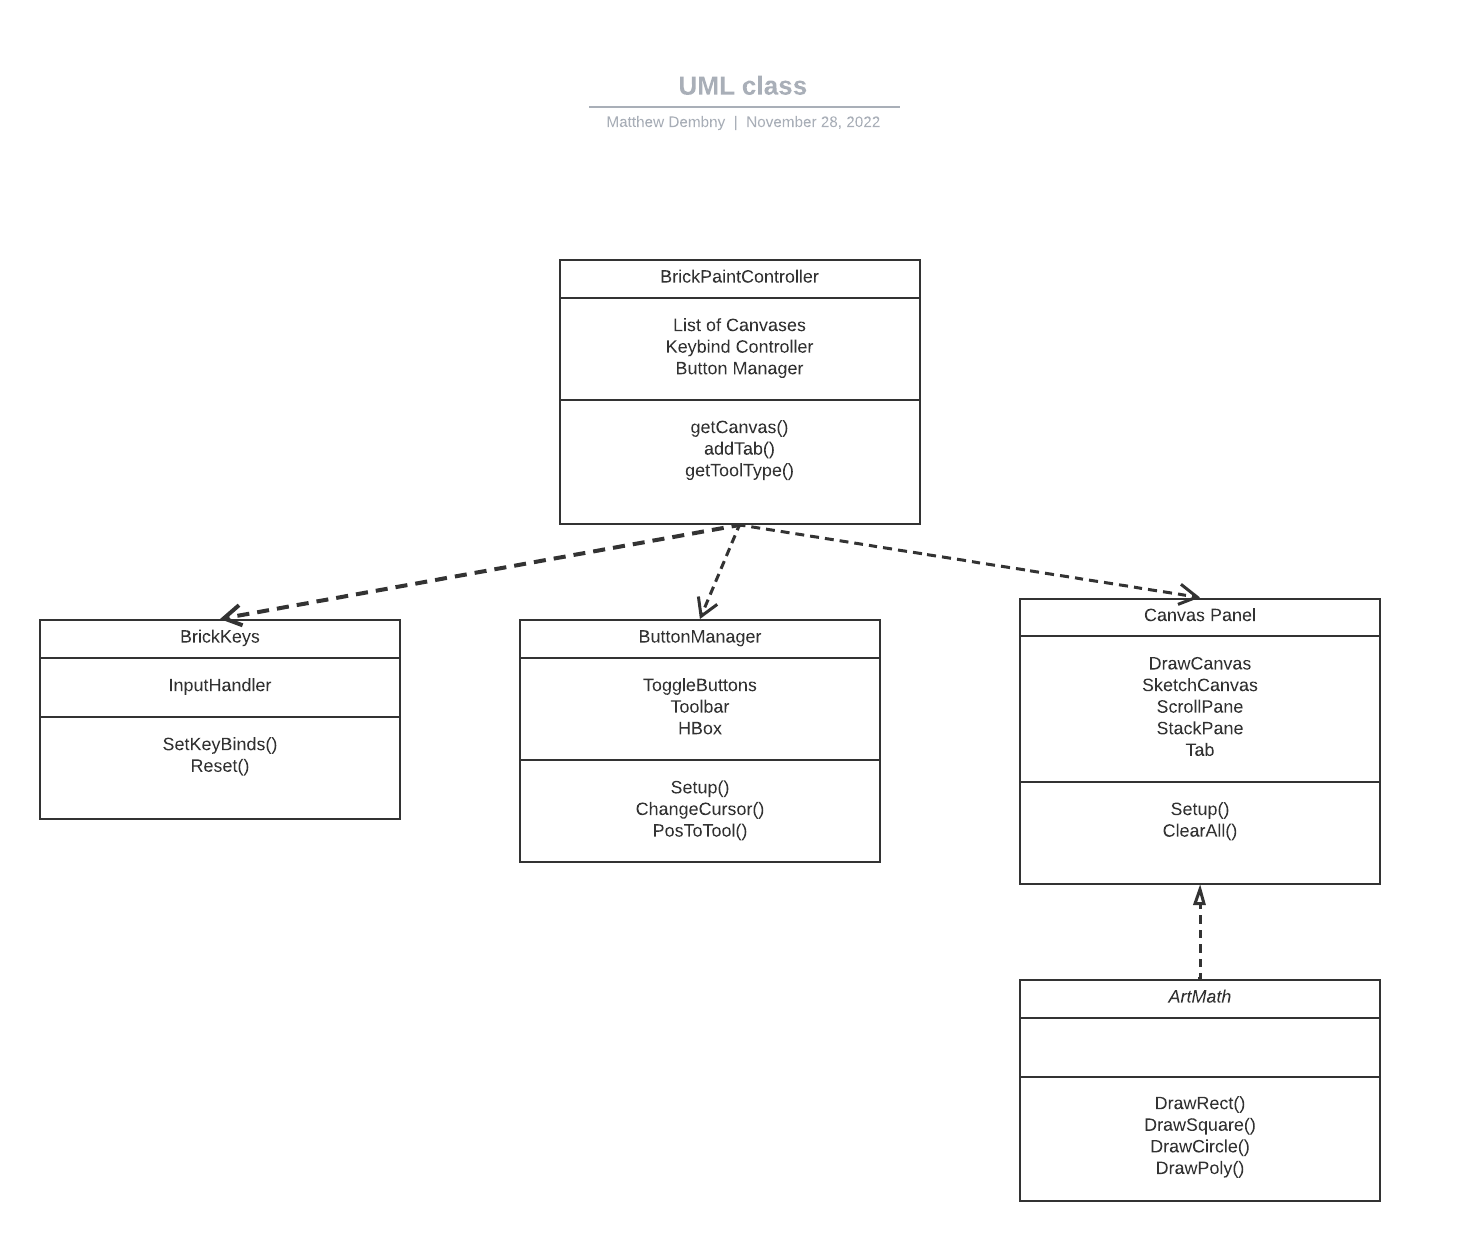 UML class
Matthew Dembny | November 28, 2022
BrickPaintController
List of Canvases
Keybind Controller
Button Manager
getCanvas()
addTab()
getToolType()
BrickKeys
InputHandler
SetKeyBinds()
Reset()
ButtonManager
ToggleButtons
Toolbar
HBox
Setup()
ChangeCursor()
PosToTool()
Canvas Panel
DrawCanvas
SketchCanvas
ScrollPane
StackPane
Tab
Setup()
ClearAll()
ArtMath
DrawRect()
DrawSquare()
DrawCircle()
DrawPoly()